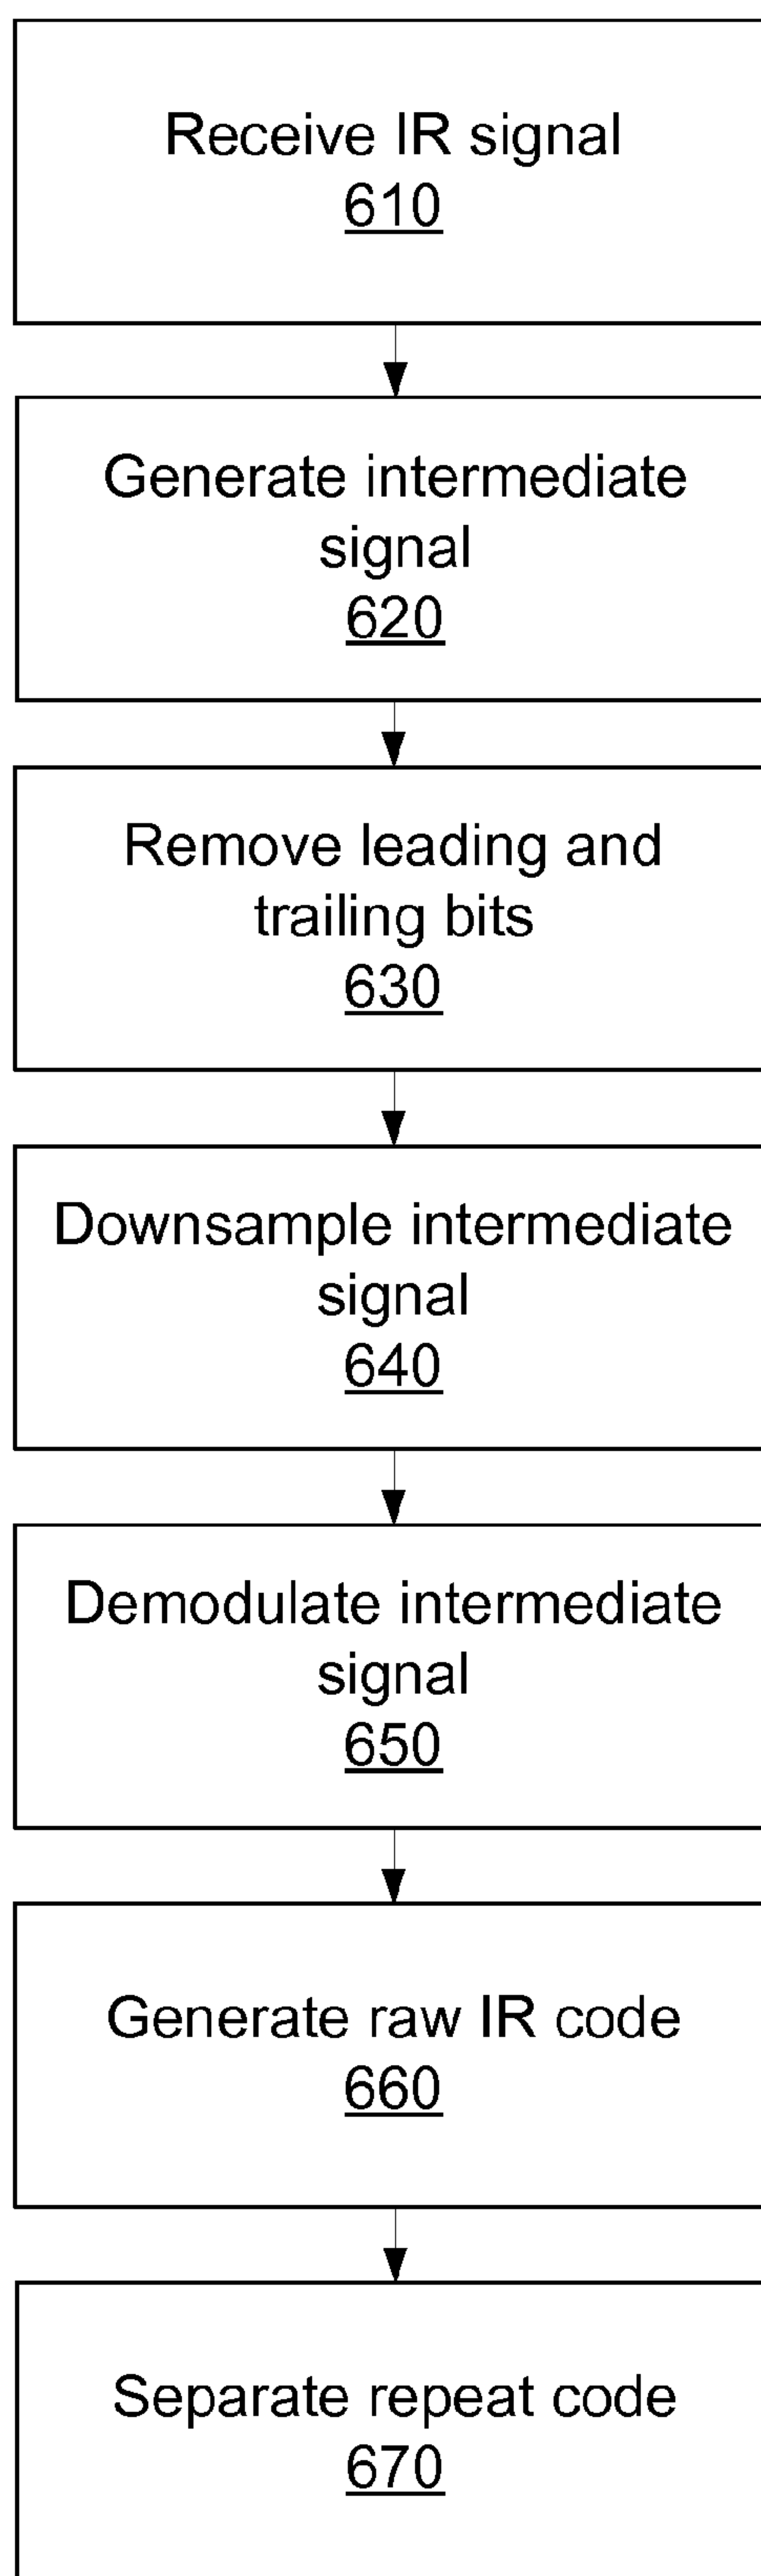 Receive IR signal
610
Generate intermediate
signal
620
Remove leading and
trailing bits
630
Downsample intermediate
signal
640
Demodulate intermediate
signal
650
Generate raw IR code
660
Separate repeat code
670